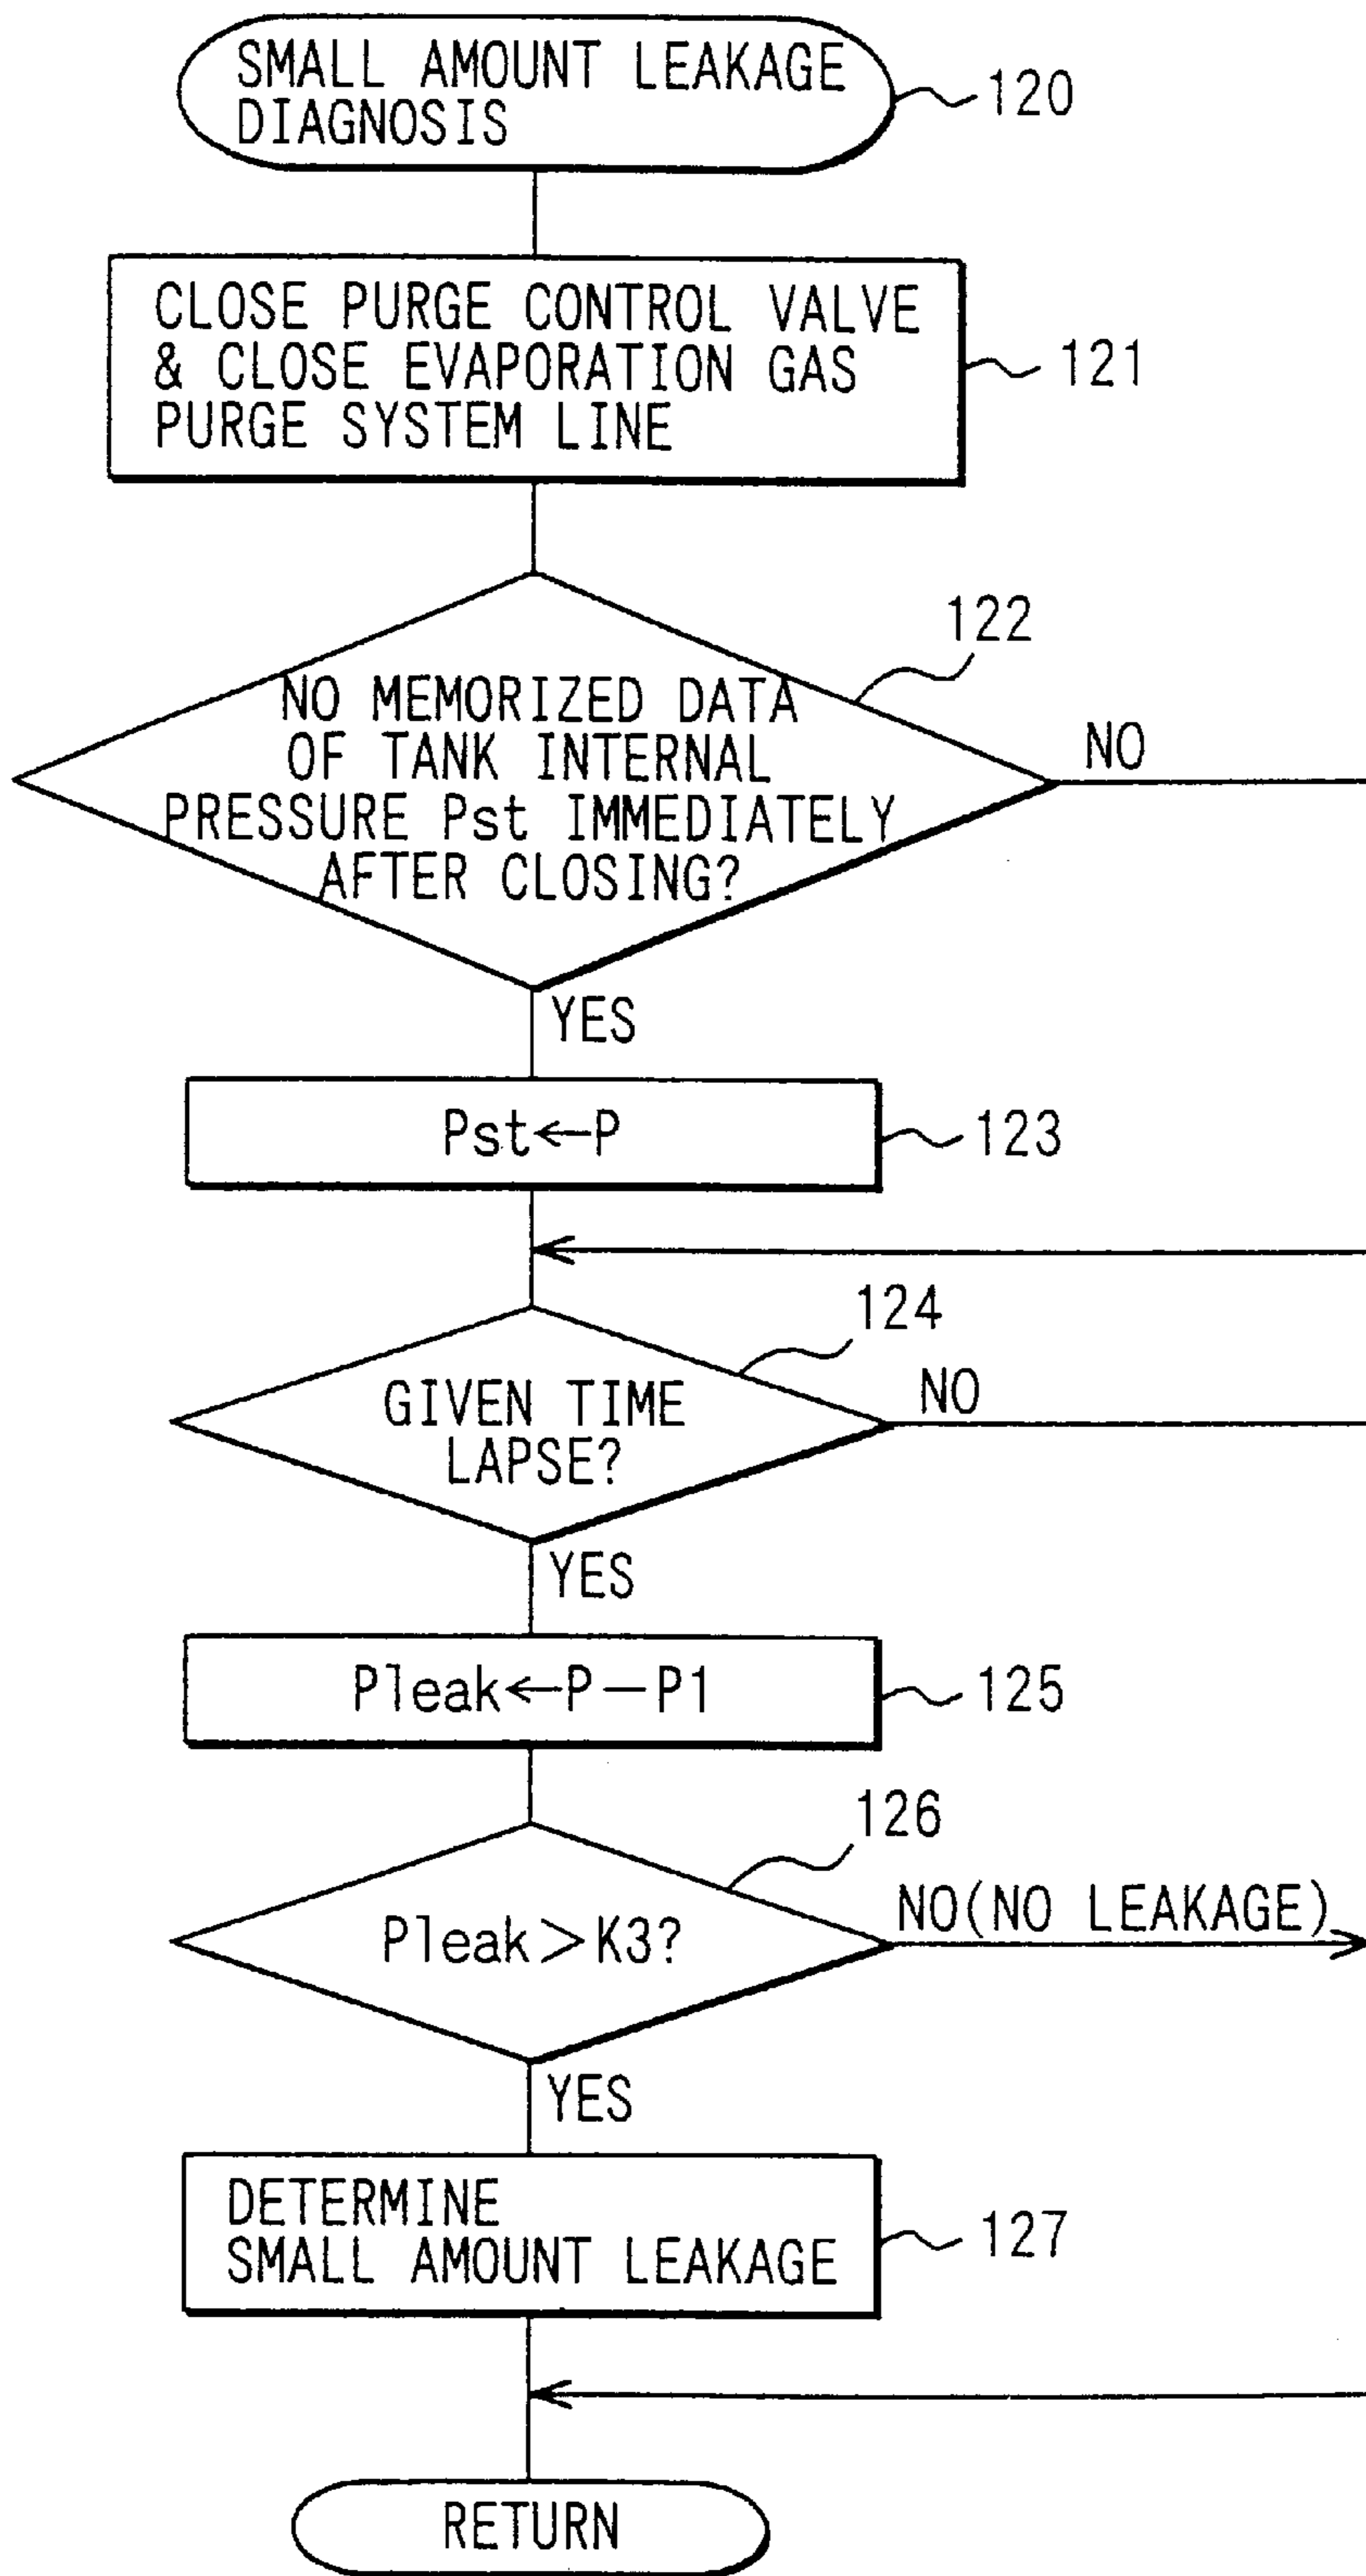 SMALL AMOUNT LEAKAGE
DIAGNOSIS
120
CLOSE PURGE CONTROL VALVE
& CLOSE EVAPORATION GAS
PURGE SYSTEM LINE
121
122
NO MEMORIZED DATA
OF TANK INTERNAL
PRESSURE Pst IMMEDIATELY
AFTER CLOSING?
NO
YES
Pst←P
123
124
GIVEN TIME
LAPSE?
NO
YES
Pleak←P−P1
125
126
Pleak>K3?
NO(NO LEAKAGE)
YES
DETERMINE
SMALL AMOUNT LEAKAGE
127
RETURN